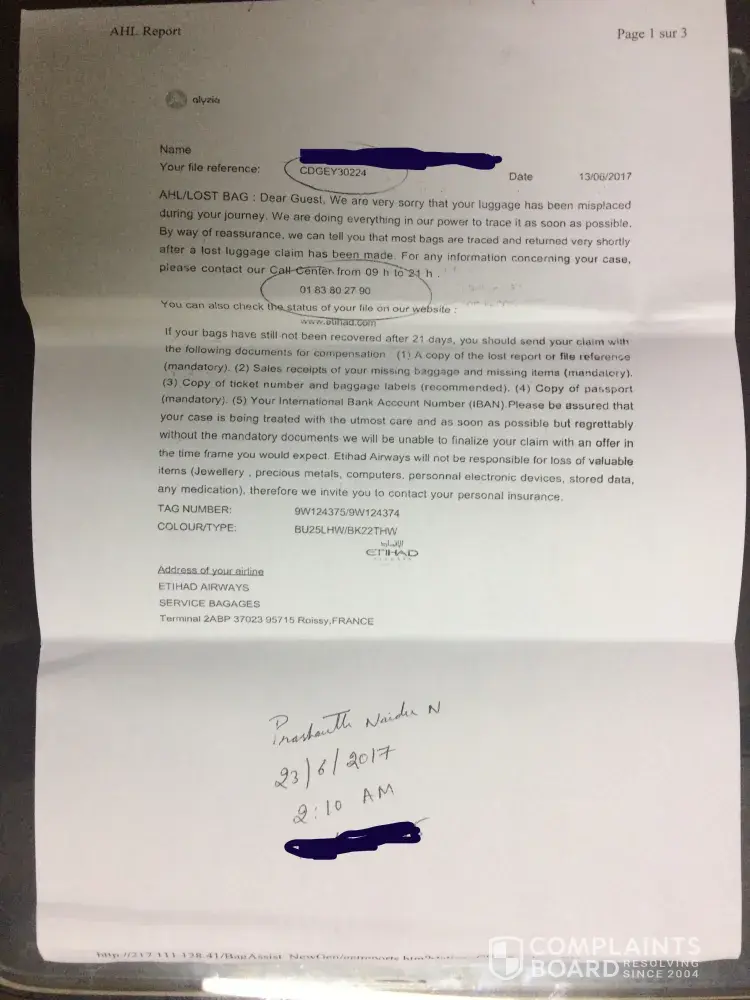 AHL Report
Page 1 sur 3
alyzia
Name
Your file reference: CDGEY30224
Date 13/06/2017
AHL/LOST BAG : Dear Guest, We are very sorry that your luggage has been misplaced
during your journey. We are doing everything in our power to trace it as soon as possible.
By way of reassurance, we can tell you that most bags are traced and returned very shortly
after a lost luggage claim has been made. For any information concerning your case,
please contact our Call Center from 09 h to 21 h .
01 83 80 27 90
You can also check the status of your file on our website :
www.etihad.com
If your bags have still not been recovered after 21 days, you should send your claim with
the following documents for compensation (1) A copy of the lost report or file reference
(mandatory). (2) Sales receipts of your missing baggage and missing items (mandatory).
(3) Copy of ticket number and baggage labels (recommended). (4) Copy of passport
(mandatory). (5) Your International Bank Account Number (IBAN).Please be assured that
your case is being treated with the utmost care and as soon as possible but regrettably
without the mandatory documents we will be unable to finalize your claim with an offer in
the time frame you would expect. Etihad Airways will not be responsible for loss of valuable
items (Jewellery , precious metals, computers, personnal electronic devices, stored data,
any medication), therefore we invite you to contact your personal insurance.
TAG NUMBER: 9W124375/9W124374
COLOUR/TYPE: BU25LHW/BK22THW
الإتحاد
ETIHAD
Address of your airline
ETIHAD AIRWAYS
SERVICE BAGAGES
Terminal 2ABP 37023 95715 Roissy,FRANCE
Prashanth Naidu N
23/6/2017
2:10 AM
COMPLAINTS
BOARD RESOLVING SINCE 2004